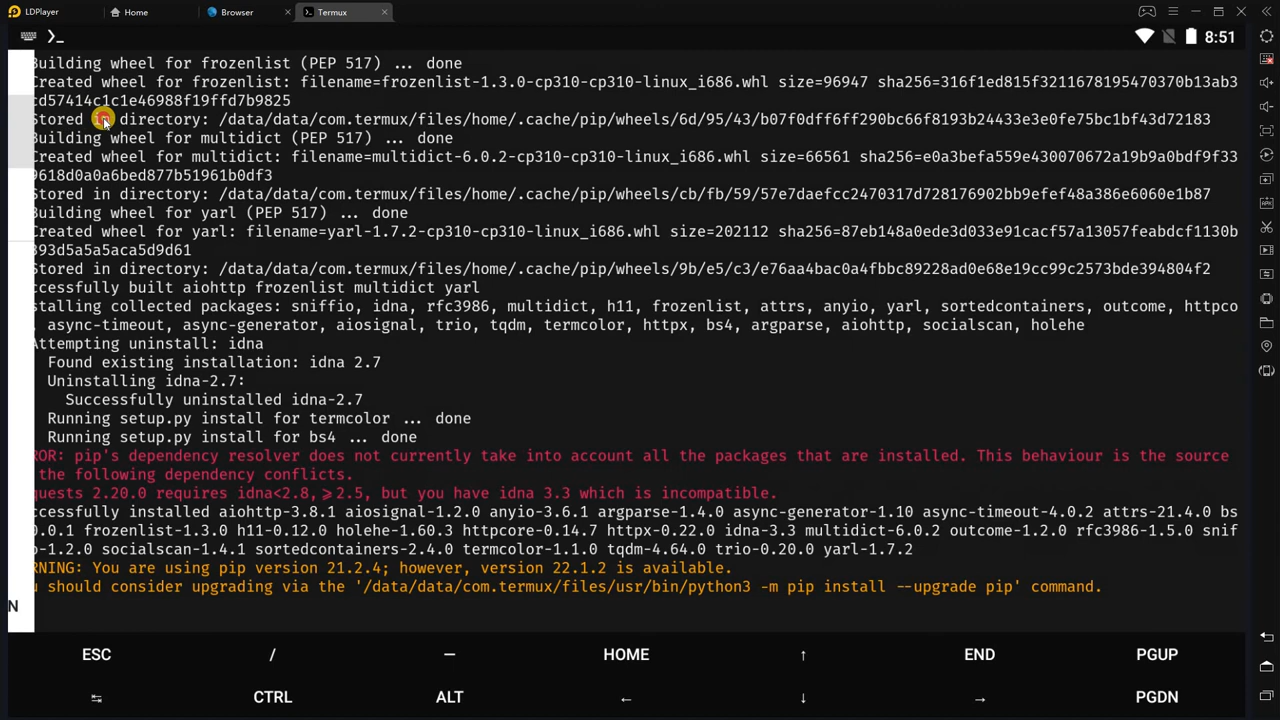 LDPlayer
Home
Browser
Termux
8:51
Building wheel for frozenlist (PEP 517) ... done
Created wheel for frozenlist: filename=frozenlist-1.3.0-cp310-cp310-linux_i686.whl size=96947 sha256=316f1ed815f3211678195470370b13ab3
cd57414c1c1e46988f19ffd7b9825
Stored in directory: /data/data/com.termux/files/home/.cache/pip/wheels/6d/95/43/b07f0dff6ff290bc66f8193b24433e3e0fe75bc1bf43d72183
Building wheel for multidict (PEP 517) ... done
Created wheel for multidict: filename=multidict-6.0.2-cp310-cp310-linux_i686.whl size=66561 sha256=e0a3befa559e430070672a19b9a0bdf9f33
9618d0a0a6bed877b51961b0df3
Stored in directory: /data/data/com.termux/files/home/.cache/pip/wheels/cb/fb/59/57e7daefcc2470317d728176902bb9efef48a386e6060e1b87
Building wheel for yarl (PEP 517) ... done
Created wheel for yarl: filename=yarl-1.7.2-cp310-cp310-linux_i686.whl size=202112 sha256=87eb148a0ede3d033e91cacf57a13057feabdcf1130b
893d5a5a5aca5d9d61
Stored in directory: /data/data/com.termux/files/home/.cache/pip/wheels/9b/e5/c3/e76aa4bac0a4fbbc89228ad0e68e19cc99c2573bde394804f2
ccessfully built aiohttp frozenlist multidict yarl
stalling collected packages: sniffio, idna, rfc3986, multidict, h11, frozenlist, attrs, anyio, yarl, sortedcontainers, outcome, httpco
, async-timeout, async-generator, aiosignal, trio, tqdm, termcolor, httpx, bs4, argparse, aiohttp, socialscan, holehe
Attempting uninstall: idna
Found existing installation: idna 2.7
Uninstalling idna-2.7:
Successfully uninstalled idna-2.7
Running setup.py install for termcolor ... done
Running setup.py install for bs4 ... done
ROR: pip's dependency resolver does not currently take into account all the packages that are installed. This behaviour is the source
the following dependency conflicts.
quests 2.20.0 requires idna<2.8,>=2.5, but you have idna 3.3 which is incompatible.
ccessfully installed aiohttp-3.8.1 aiosignal-1.2.0 anyio-3.6.1 argparse-1.4.0 async-generator-1.10 async-timeout-4.0.2 attrs-21.4.0 bs
0.0.1 frozenlist-1.3.0 h11-0.12.0 holehe-1.60.3 httpcore-0.14.7 httpx-0.22.0 idna-3.3 multidict-6.0.2 outcome-1.2.0 rfc3986-1.5.0 snif
o-1.2.0 socialscan-1.4.1 sortedcontainers-2.4.0 termcolor-1.1.0 tqdm-4.64.0 trio-0.20.0 yarl-1.7.2
RNING: You are using pip version 21.2.4; however, version 22.1.2 is available.
u should consider upgrading via the '/data/data/com.termux/files/usr/bin/python3 -m pip install --upgrade pip' command.
N
ESC / — HOME ↑ END PGUP
↹ CTRL ALT ← ↓ → PGDN